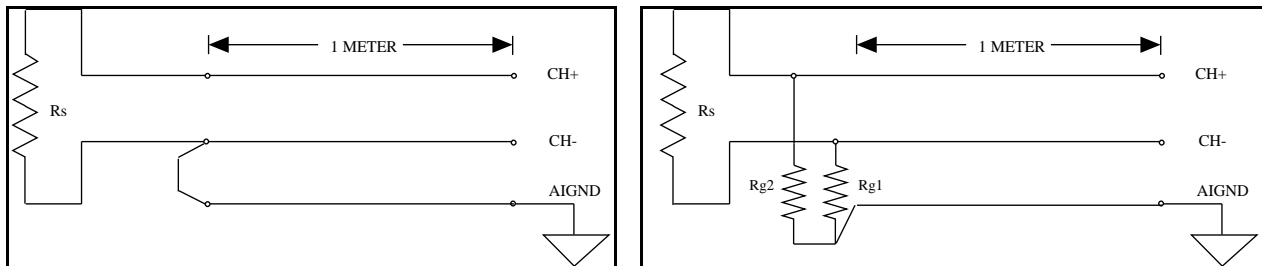 1 METER
CH+
Rs
CH-
AIGND
1 METER
CH+
Rs
CH-
Rg2
Rg1
AIGND